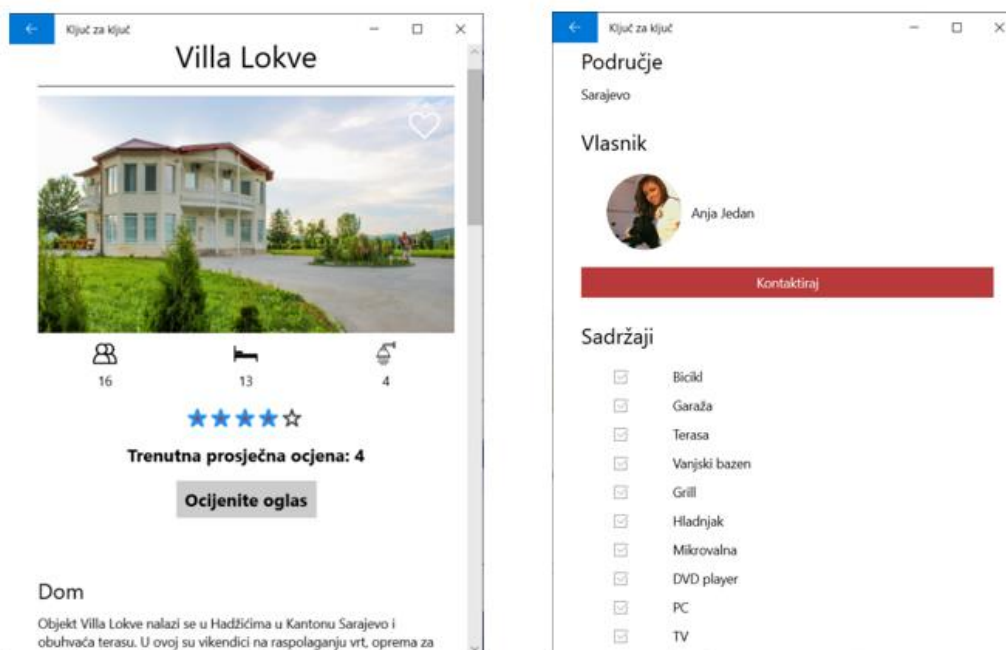 Ključ za ključ
Villa Lokve
16
13
4
Trenutna prosječna ocjena: 4
Ocijenite oglas
Dom
Objekt Villa Lokve nalazi se u Hadžićima u Kantonu Sarajevo i
obuhvaća terasu. U ovoj su vikendici na raspolaganju vrt, oprema za
Ključ za ključ
Područje
Sarajevo
Vlasnik
Anja Jedan
Kontaktiraj
Sadržaji
Bicikl
Garaža
Terasa
Vanjski bazen
Grill
Hladnjak
Mikrovalna
DVD player
PC
TV